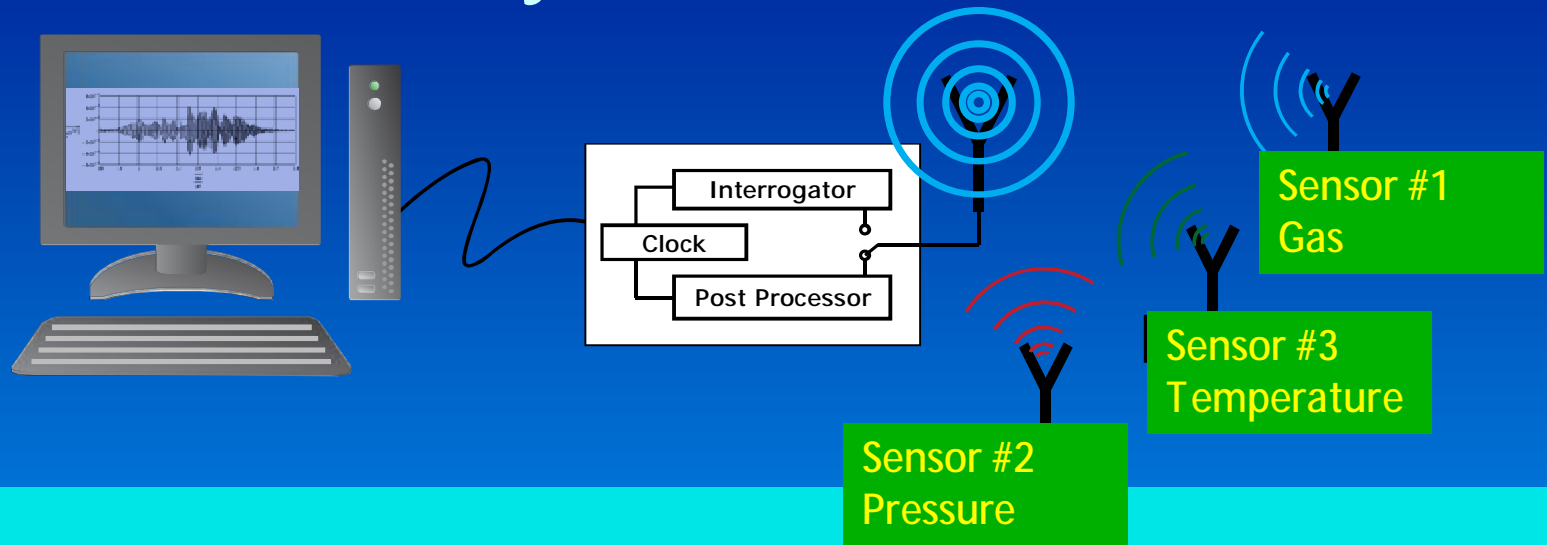 Interrogator
Clock
Post Processor
Sensor #1
Gas
Sensor #3
Temperature
Sensor #2
Pressure